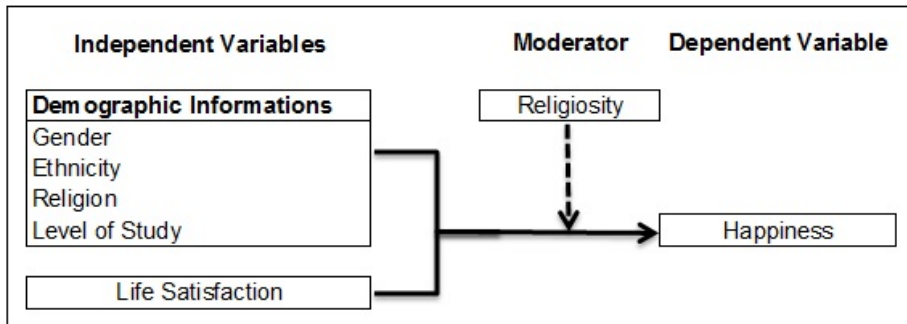 Independent Variables
Moderator
Dependent Variable
Demographic Informations
Gender
Ethnicity
Religion
Level of Study
Religiosity
Happiness
Life Satisfaction